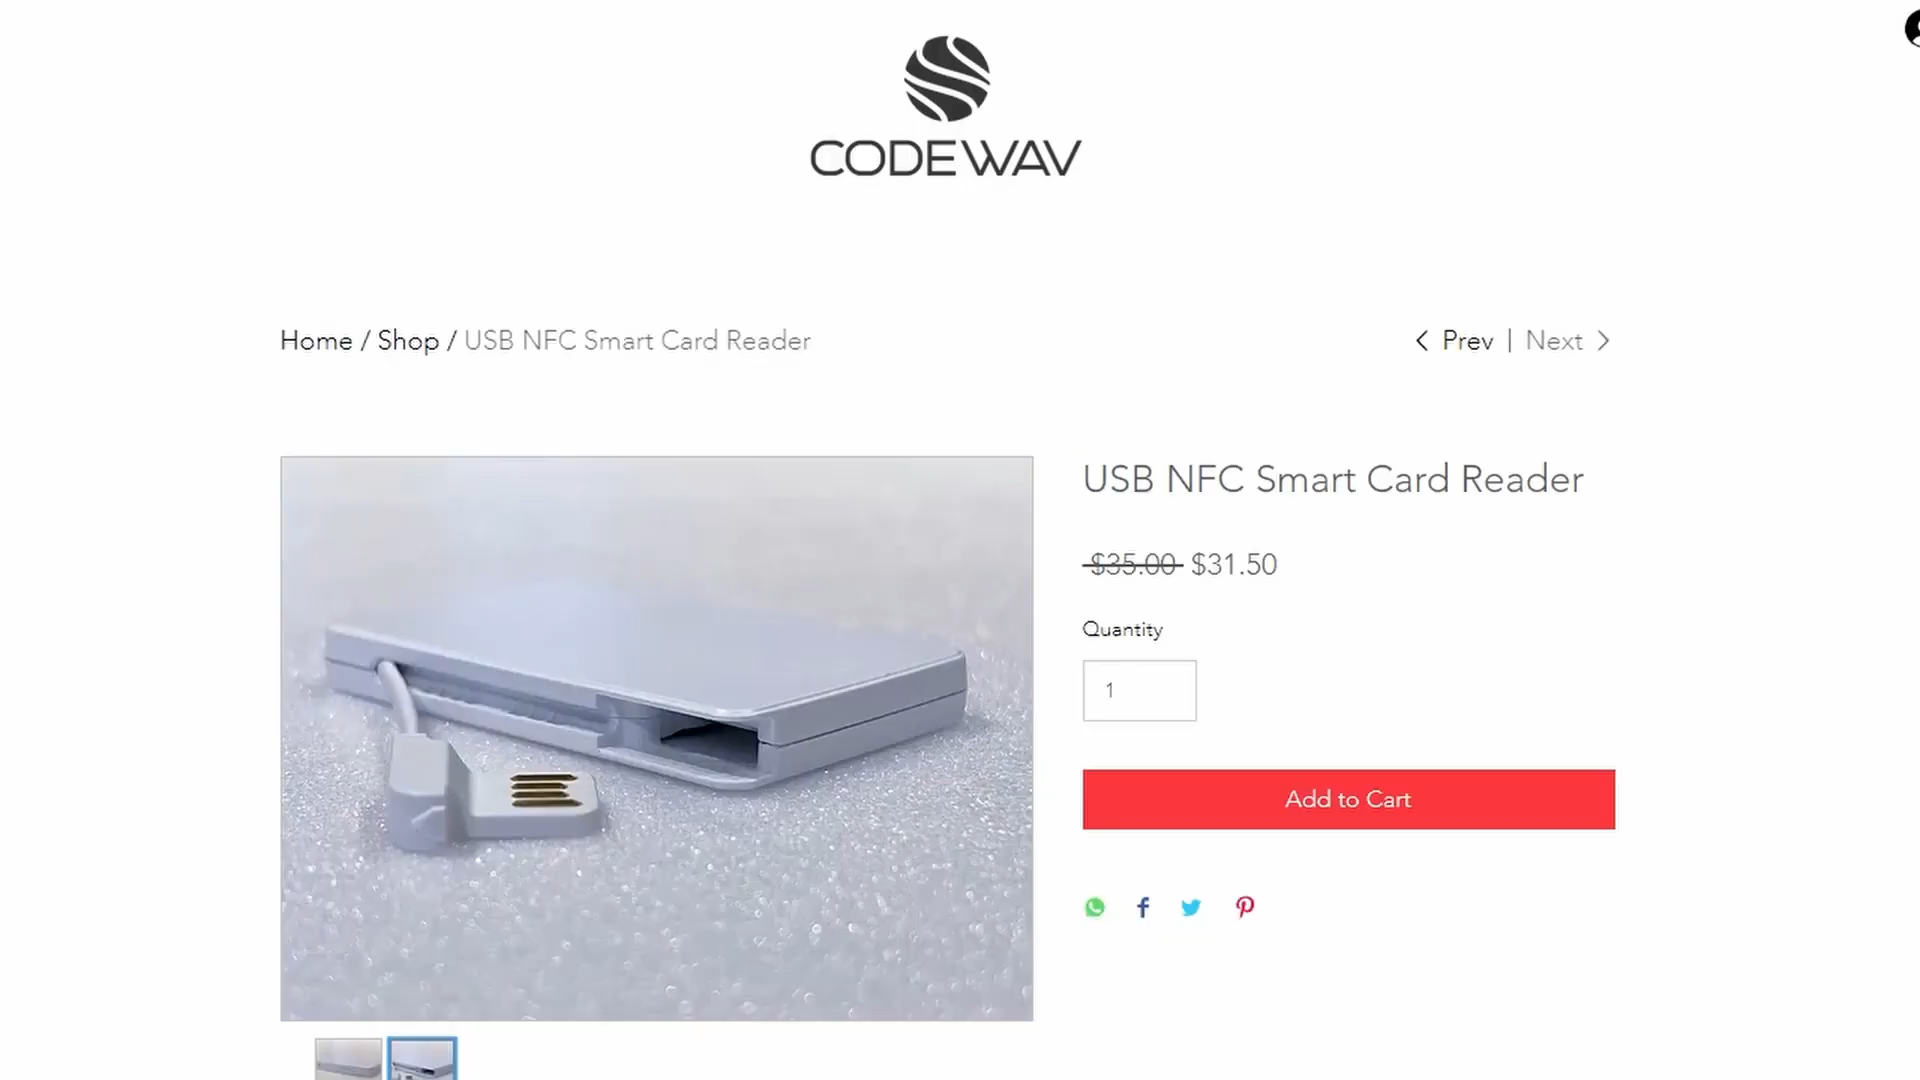 CODEWAV
Home / Shop / USB NFC Smart Card Reader
Prev | Next
USB NFC Smart Card Reader
$35.00 $31.50
Quantity
1
Add to Cart